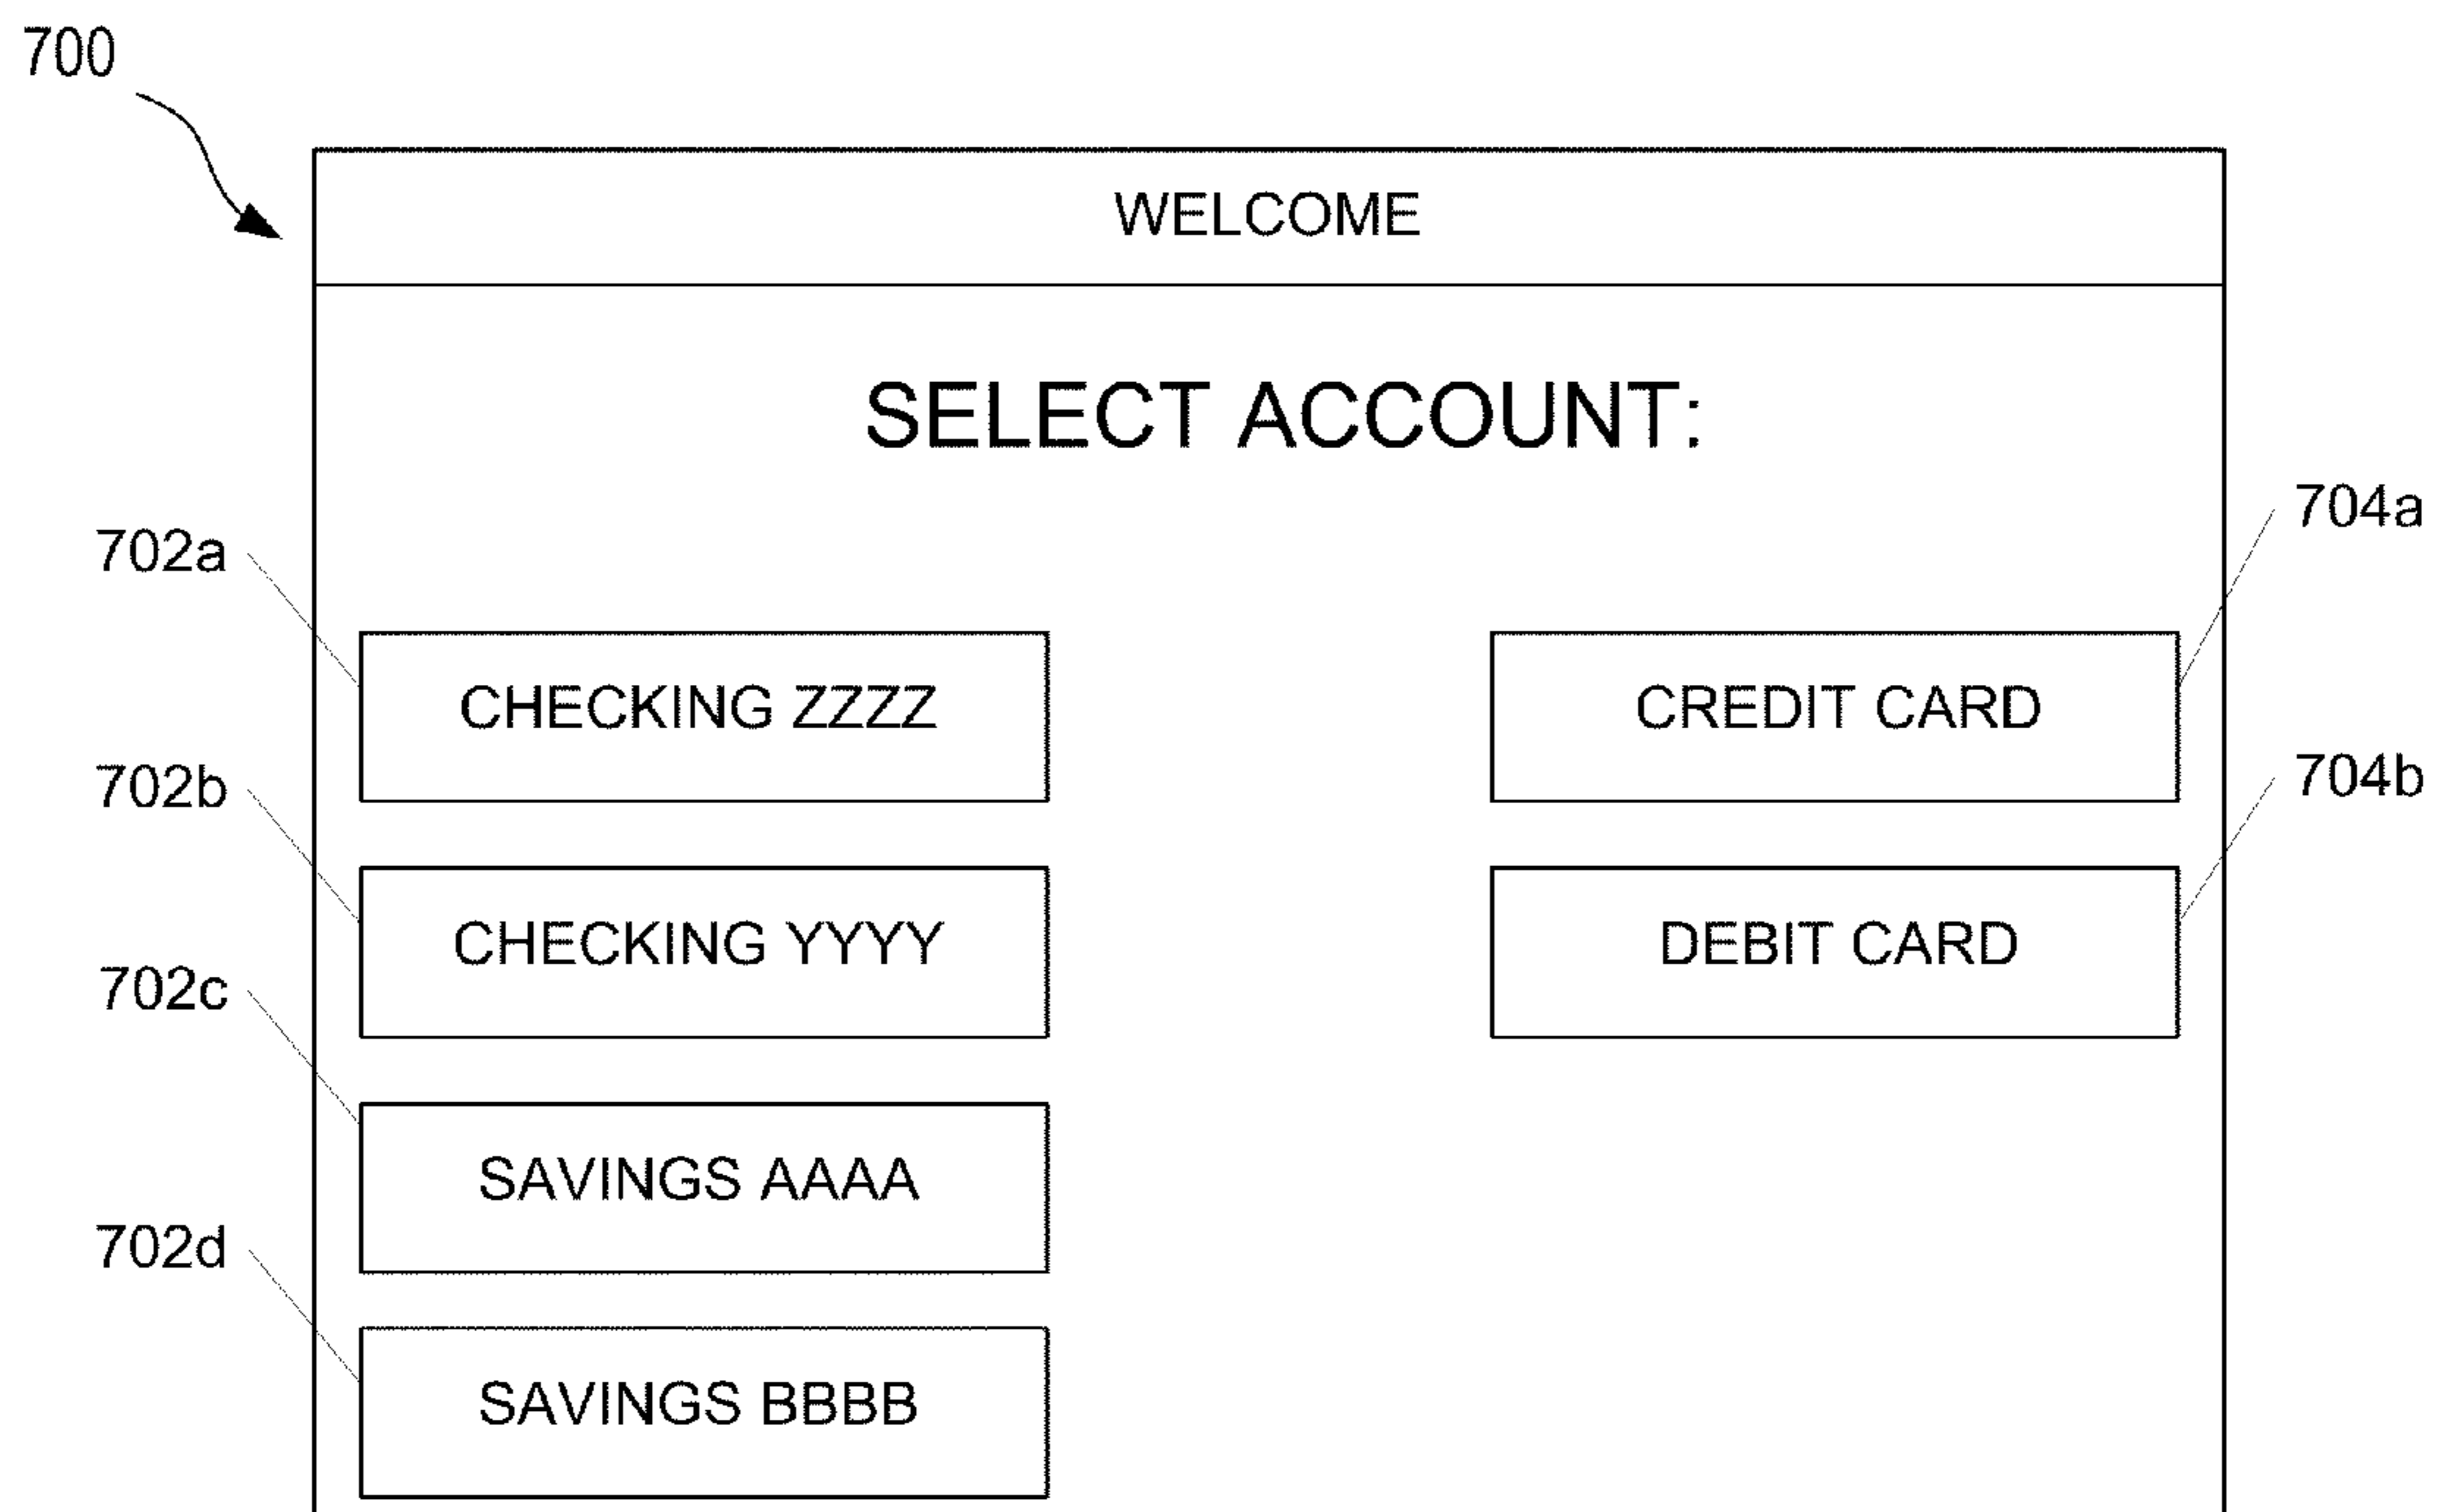 700
WELCOME
SELECT ACCOUNT:
702a
704a
CHECKING ZZZZ
CREDIT CARD
702b
704b
CHECKING YYYY
DEBIT CARD
702c
SAVINGS AAAA
702d
SAVINGS BBBB